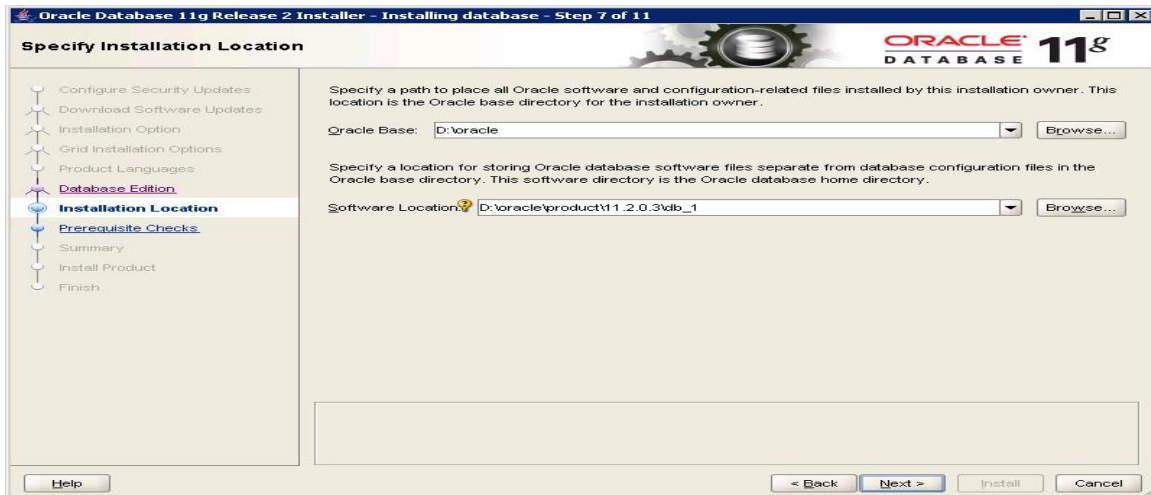 Oracle Database 11g Release 2 Installer - Installing database - Step 7 of 11
Specify Installation Location
ORACLE
DATABASE
11g
Configure Security Updates
Download Software Updates
Installation Option
Grid Installation Options
Product Languages
Database Edition
Installation Location
Prerequisite Checks
Summary
Install Product
Finish
Specify a path to place all Oracle software and configuration-related files installed by this installation owner. This
location is the Oracle base directory for the installation owner.
Oracle Base: D:\oracle Browse...
Specify a location for storing Oracle database software files separate from database configuration files in the
Oracle base directory. This software directory is the Oracle database home directory.
Software Location: D:\oracle\product\11.2.0.3\db_1 Browse...
Help < Back Next > Install Cancel